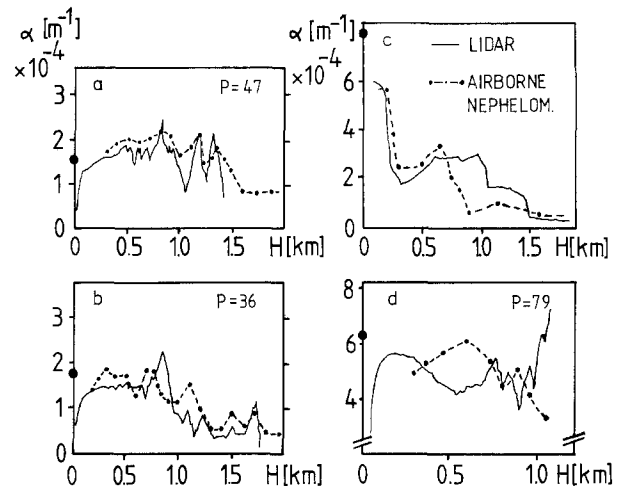 α [m⁻¹]
×10⁻⁴
a
P=47
3
2
1
0
0 0.5 1.0 1.5 H[km]
α [m⁻¹]
×10⁻⁴
c
— LIDAR
AIRBORNE
NEPHELOM.
8
6
4
2
0
0 0.5 1.0 1.5 H[km]
b
P=36
3
2
1
0
0 0.5 1.0 1.5 H[km]
d
P=79
8
6
4
0 0.5 1.0 H[km]